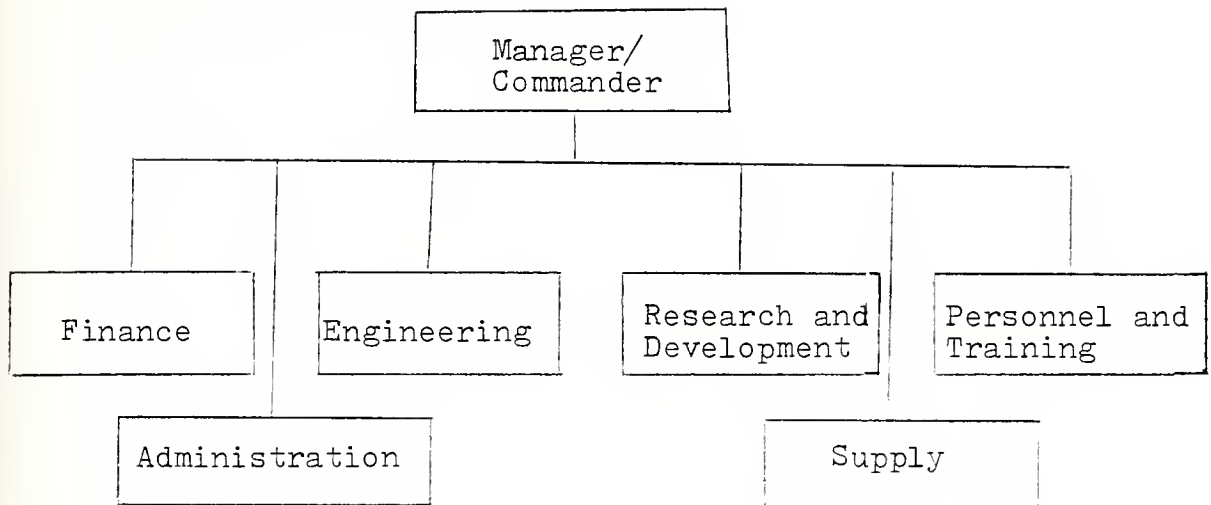 Manager/
Commander
Finance
Engineering
Research and
Development
Personnel and
Training
Administration
Supply